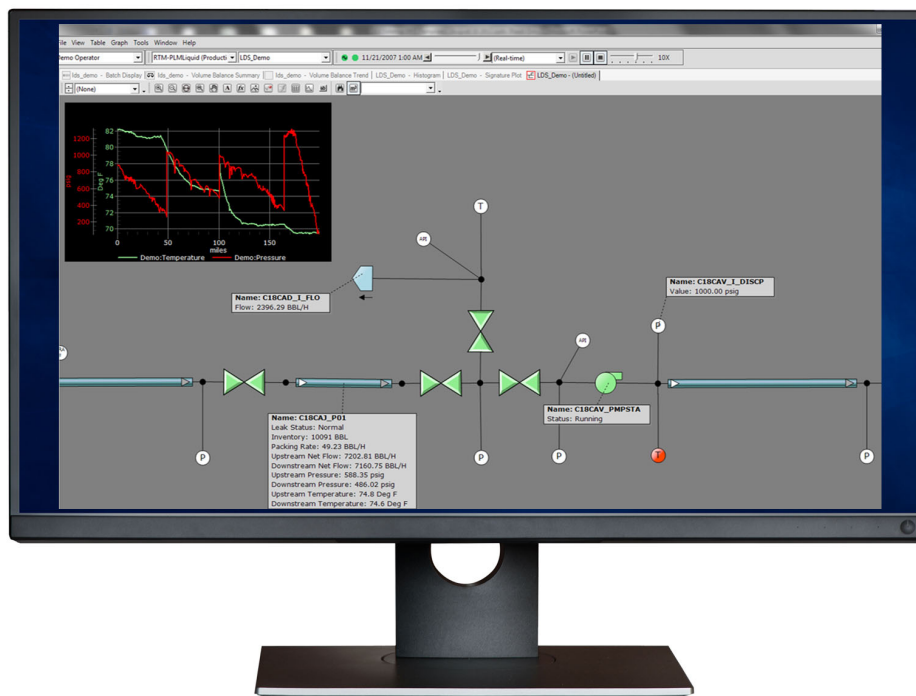 File View Table Graph Tools Window Help
Demo Operator RTM-PLMLiquid (Producti LDS_Demo 11/21/2007 1:00 AM (Real-time) 10X
lds_demo - Batch Display lds_demo - Volume Balance Summary lds_demo - Volume Balance Trend LDS_Demo - Histogram LDS_Demo - Signature Plot LDS_Demo - (Untitled)
(None)
1200
1000
800
600
400
200
psig
82
80
78
76
74
72
70
Deg F
0 50 100 150
miles
Demo:Temperature Demo:Pressure
T
API
Name: C18CAD_I_FLO
Flow: 2396.29 BBL/H
Name: C18CAV_I_DISCP
Value: 1000.00 psig
P
API
Name: C18CAV_PMPSTA
Status: Running
Name: C18CAJ_P01
Leak Status: Normal
Inventory: 10091 BBL
Packing Rate: 49.23 BBL/H
Upstream Net Flow: 7202.81 BBL/H
Downstream Net Flow: 7160.75 BBL/H
Upstream Pressure: 588.35 psig
Downstream Pressure: 486.02 psig
Upstream Temperature: 74.8 Deg F
Downstream Temperature: 74.6 Deg F
P P P T P